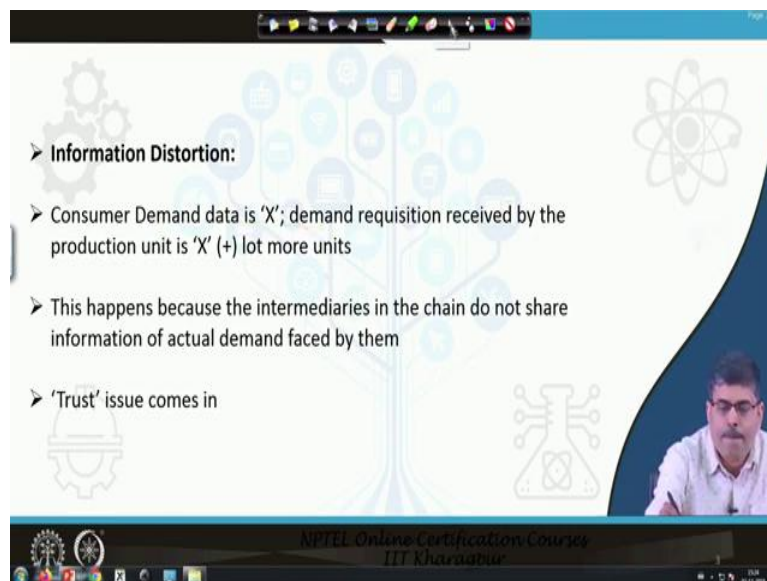 Page
➢ Information Distortion:
➢ Consumer Demand data is 'X'; demand requisition received by the
production unit is 'X' (+) lot more units
➢ This happens because the intermediaries in the chain do not share
information of actual demand faced by them
➢ 'Trust' issue comes in
NPTEL Online Certification Courses
IIT Kharagpur
3